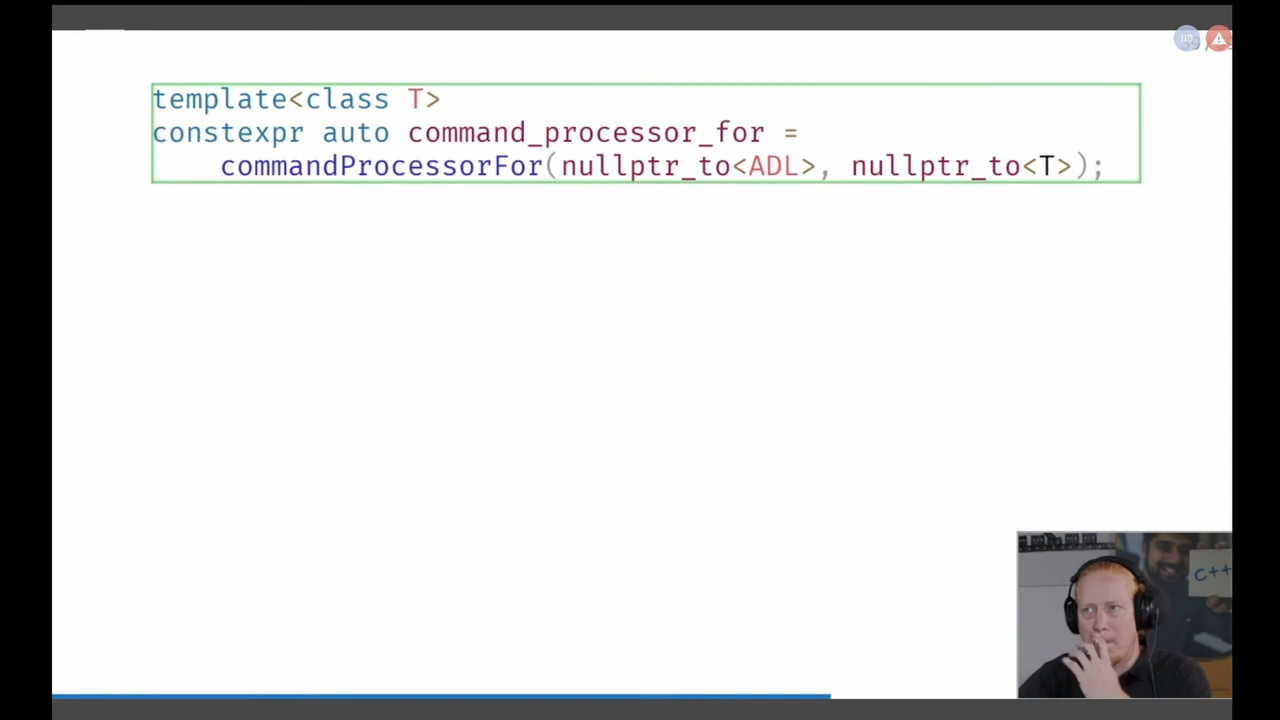 template<class T>
constexpr auto command_processor_for =
    commandProcessorFor(nullptr_to<ADL>, nullptr_to<T>);
C++